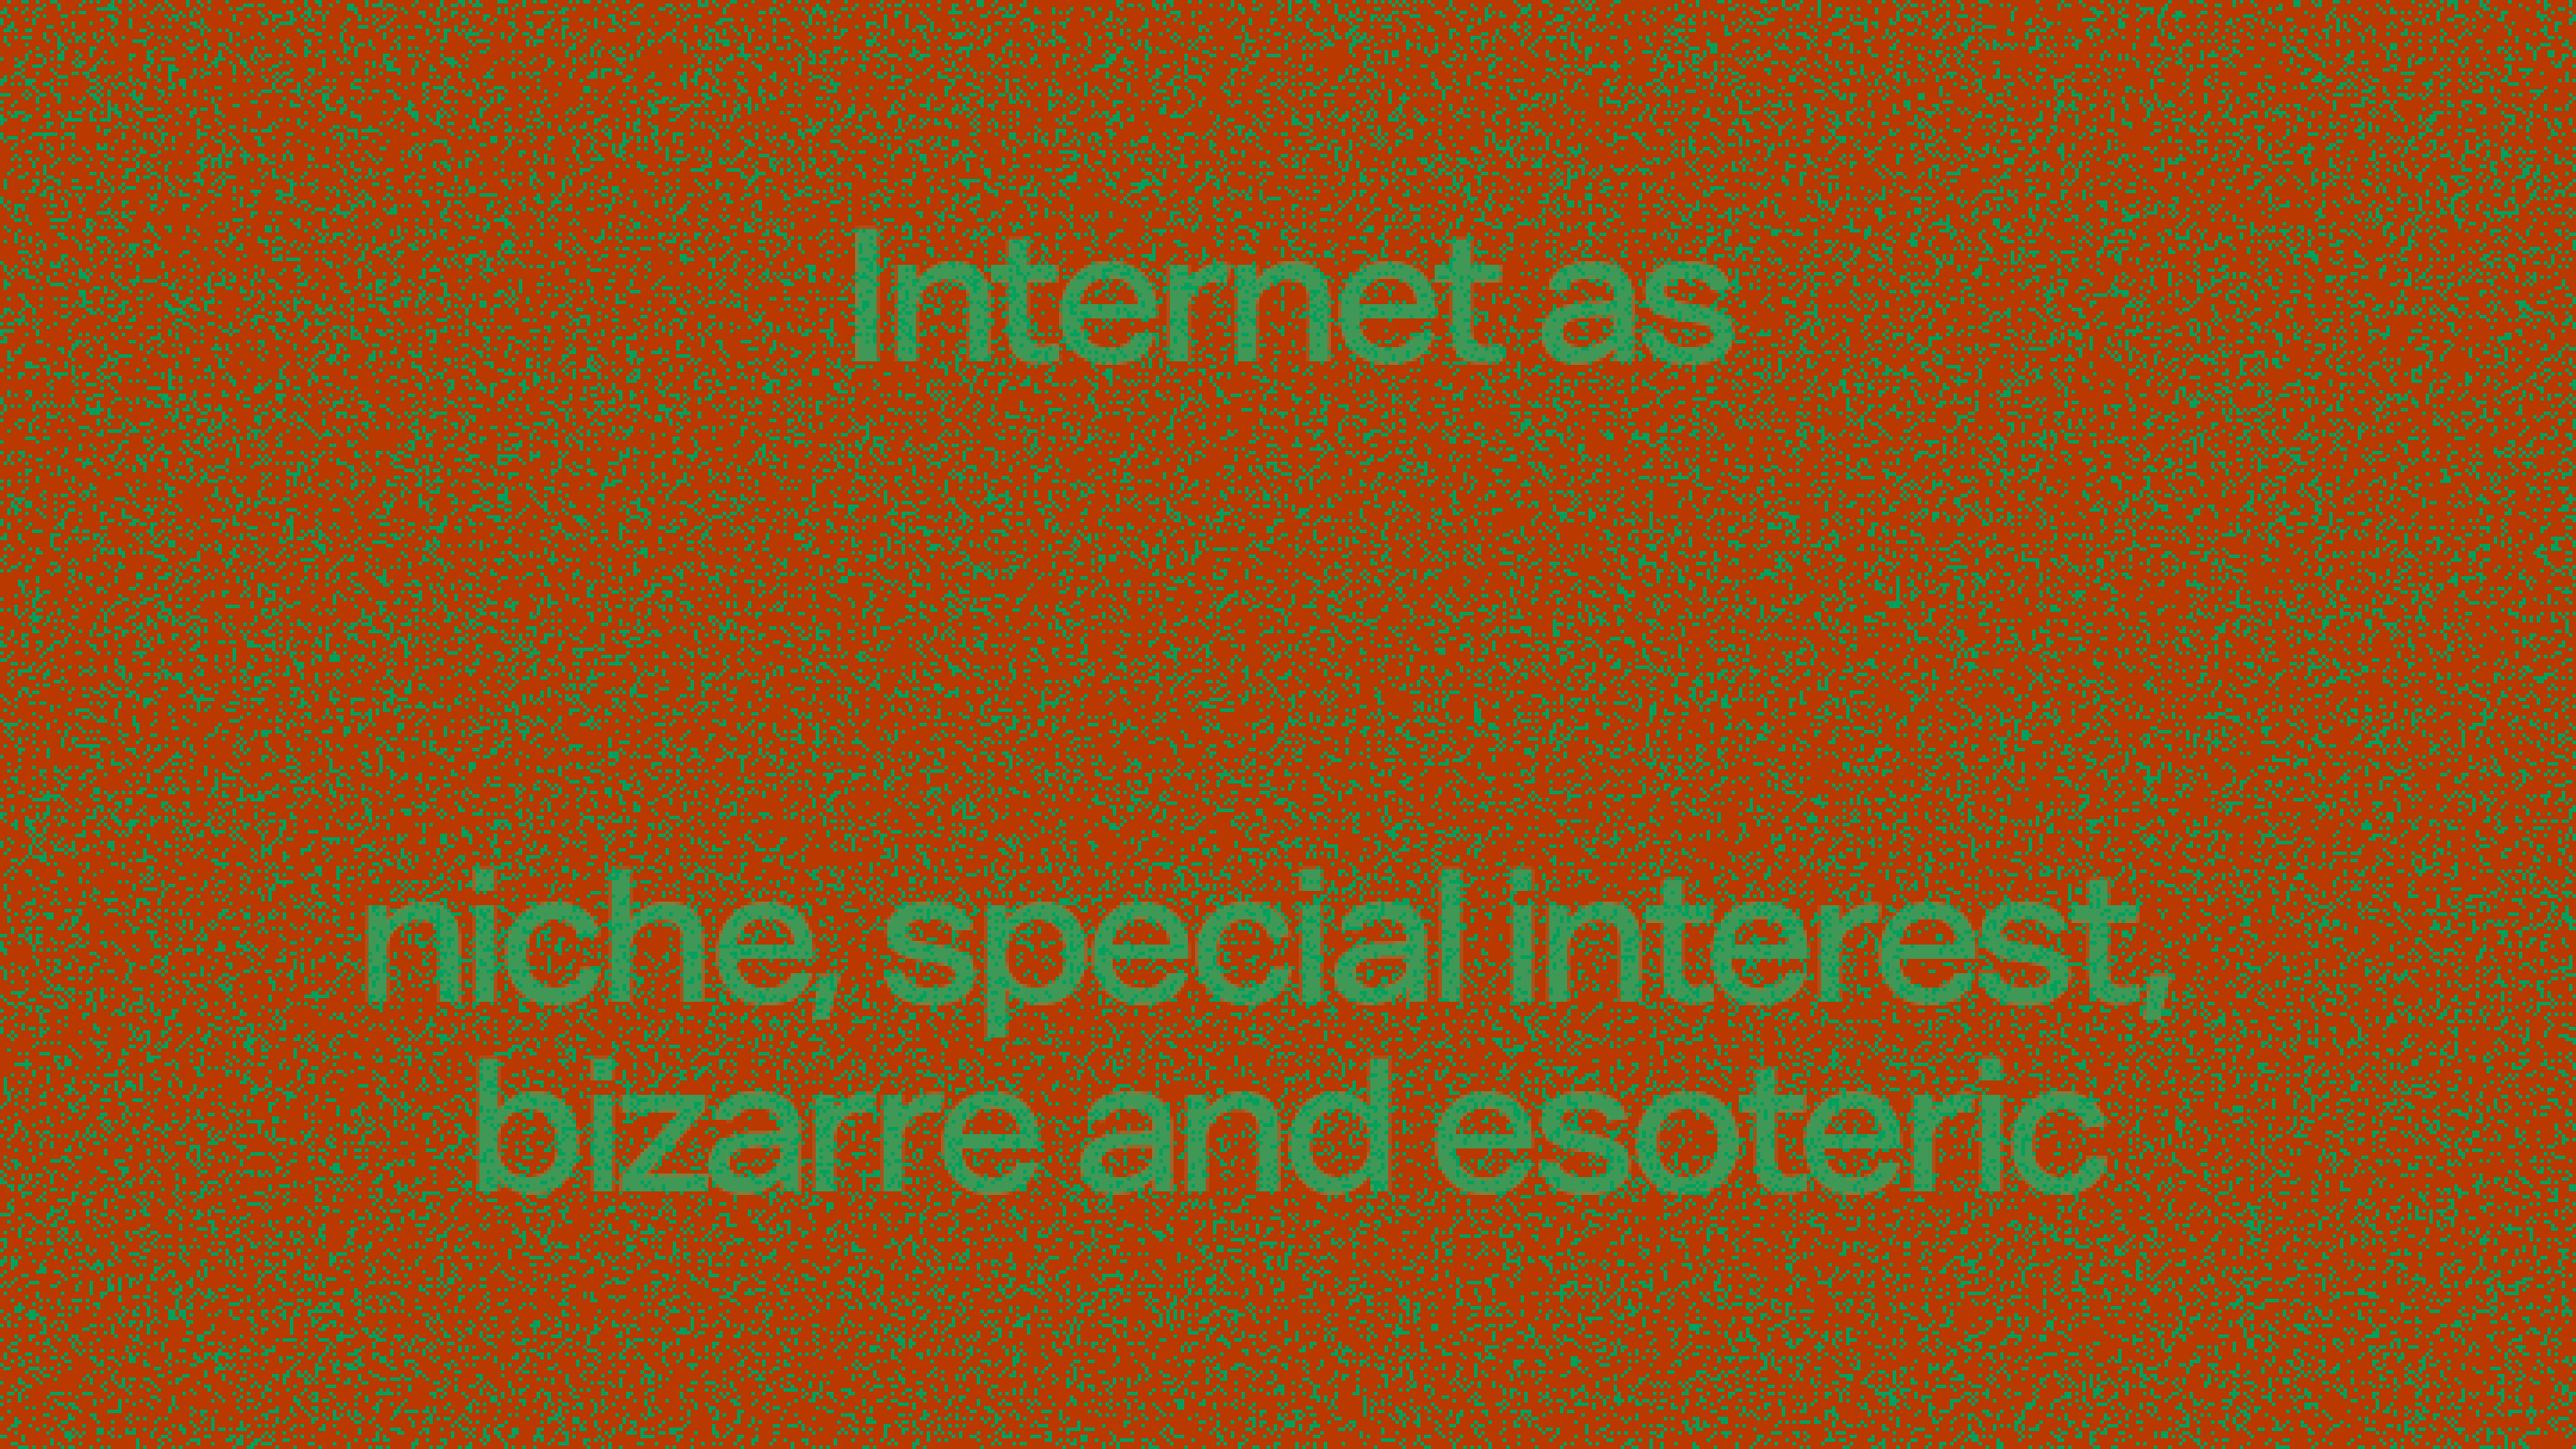 Internet as
niche, special interest,
bizarre and esoteric